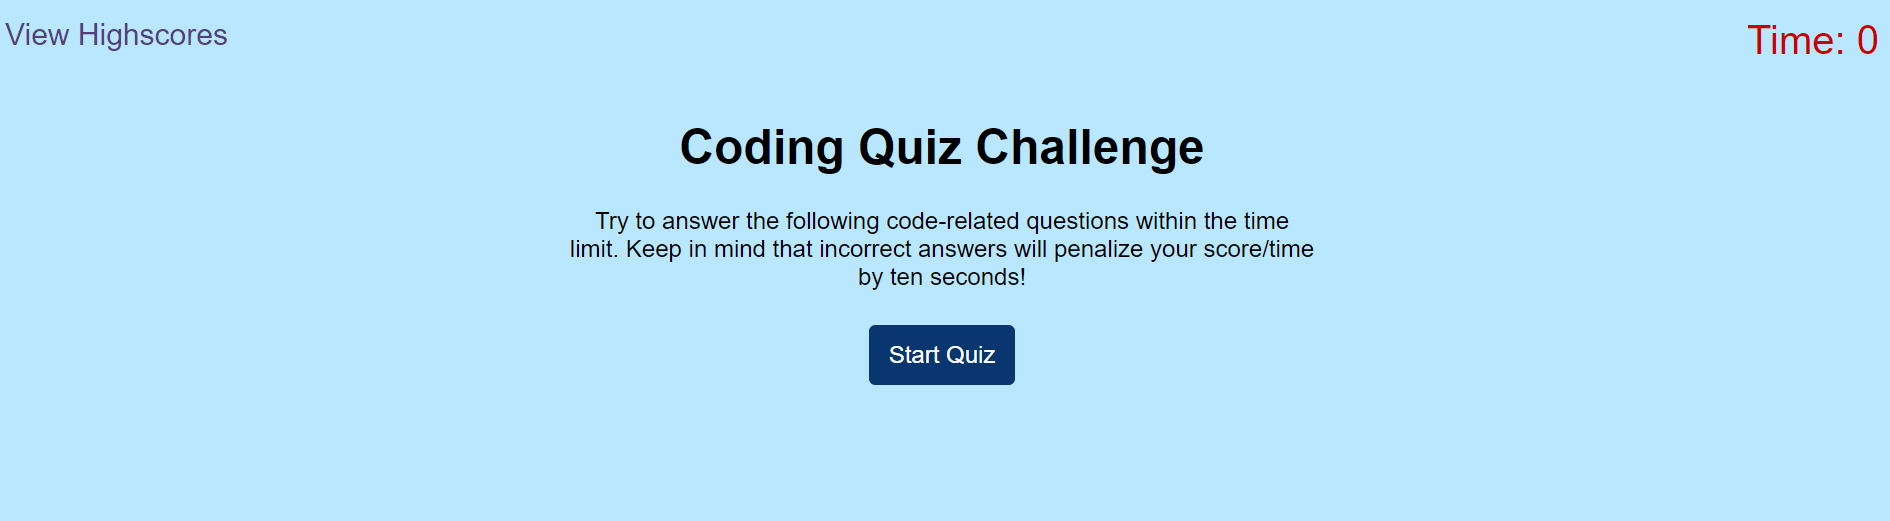 View Highscores
Time: 0
Coding Quiz Challenge
Try to answer the following code-related questions within the time
limit. Keep in mind that incorrect answers will penalize your score/time
by ten seconds!
Start Quiz